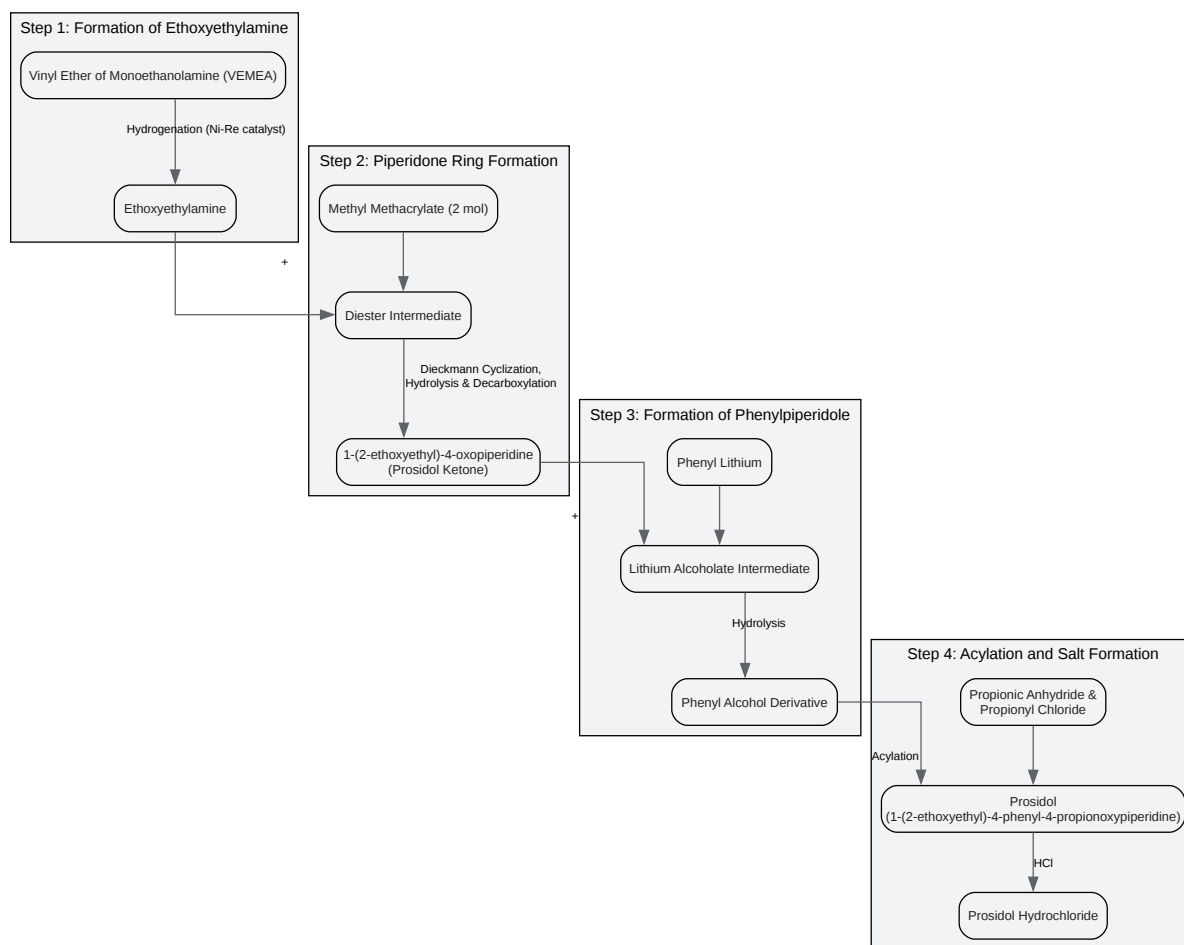 Step 1: Formation of Ethoxyethylamine
Vinyl Ether of Monoethanolamine (VEMEA)
Hydrogenation (Ni-Re catalyst)
Ethoxyethylamine
+
Step 2: Piperidone Ring Formation
Methyl Methacrylate (2 mol)
Diester Intermediate
Dieckmann Cyclization,
Hydrolysis & Decarboxylation
1-(2-ethoxyethyl)-4-oxopiperidine
(Prosidol Ketone)
+
Step 3: Formation of Phenylpiperidole
Phenyl Lithium
Lithium Alcoholate Intermediate
Hydrolysis
Phenyl Alcohol Derivative
Step 4: Acylation and Salt Formation
Propionic Anhydride &
Propionyl Chloride
Acylation
Prosidol
(1-(2-ethoxyethyl)-4-phenyl-4-propionoxypiperidine)
HCl
Prosidol Hydrochloride